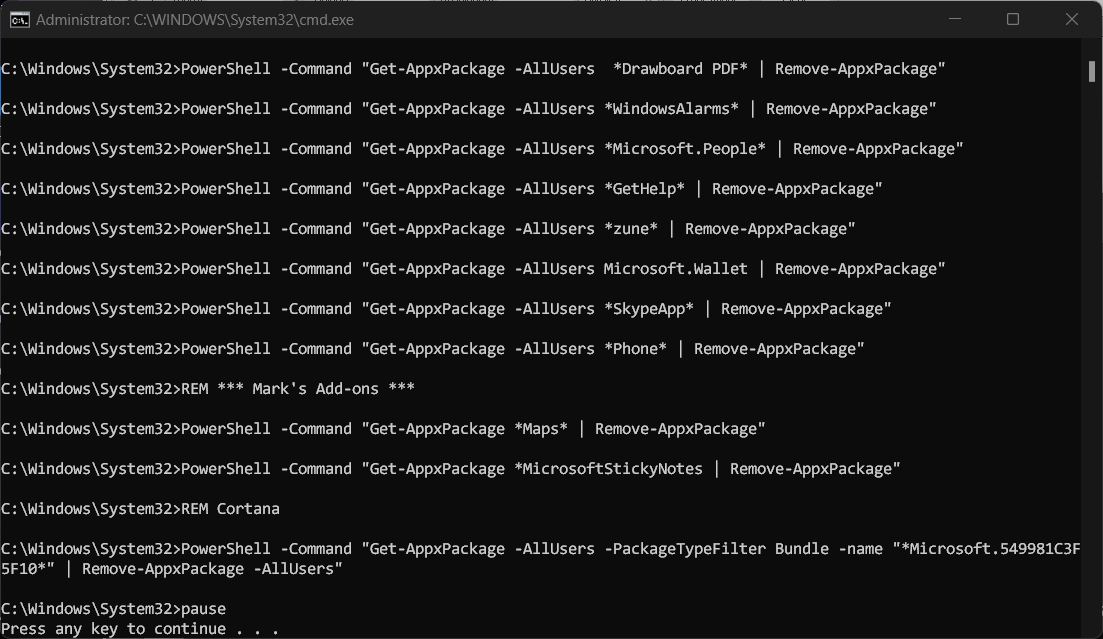 Administrator: C:\WINDOWS\System32\cmd.exe
C:\Windows\System32>PowerShell -Command "Get-AppxPackage -AllUsers  *Drawboard PDF* | Remove-AppxPackage"
C:\Windows\System32>PowerShell -Command "Get-AppxPackage -AllUsers *WindowsAlarms* | Remove-AppxPackage"
C:\Windows\System32>PowerShell -Command "Get-AppxPackage -AllUsers *Microsoft.People* | Remove-AppxPackage"
C:\Windows\System32>PowerShell -Command "Get-AppxPackage -AllUsers *GetHelp* | Remove-AppxPackage"
C:\Windows\System32>PowerShell -Command "Get-AppxPackage -AllUsers *zune* | Remove-AppxPackage"
C:\Windows\System32>PowerShell -Command "Get-AppxPackage -AllUsers Microsoft.Wallet | Remove-AppxPackage"
C:\Windows\System32>PowerShell -Command "Get-AppxPackage -AllUsers *SkypeApp* | Remove-AppxPackage"
C:\Windows\System32>PowerShell -Command "Get-AppxPackage -AllUsers *Phone* | Remove-AppxPackage"
C:\Windows\System32>REM *** Mark's Add-ons ***
C:\Windows\System32>PowerShell -Command "Get-AppxPackage *Maps* | Remove-AppxPackage"
C:\Windows\System32>PowerShell -Command "Get-AppxPackage *MicrosoftStickyNotes | Remove-AppxPackage"
C:\Windows\System32>REM Cortana
C:\Windows\System32>PowerShell -Command "Get-AppxPackage -AllUsers -PackageTypeFilter Bundle -name "*Microsoft.549981C3F
5F10*" | Remove-AppxPackage -AllUsers"
C:\Windows\System32>pause
Press any key to continue . . .